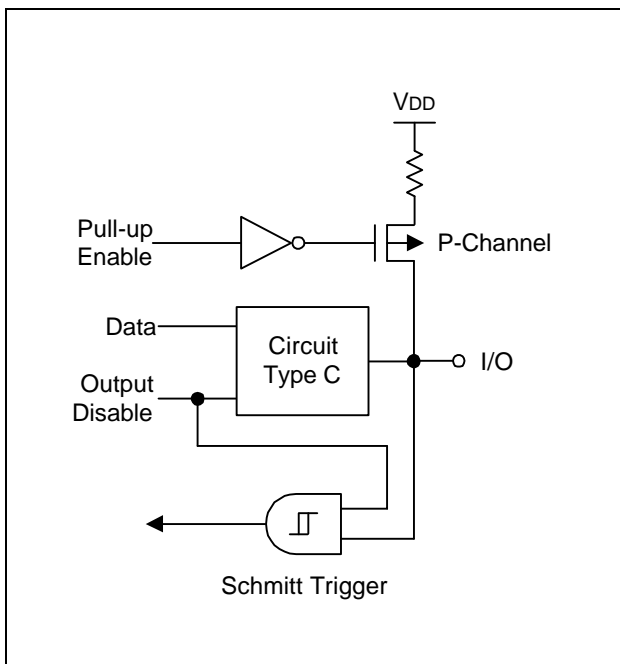 VDD
Pull-up
Enable
P-Channel
Data
Circuit
Type C
I/O
Output
Disable
Schmitt Trigger